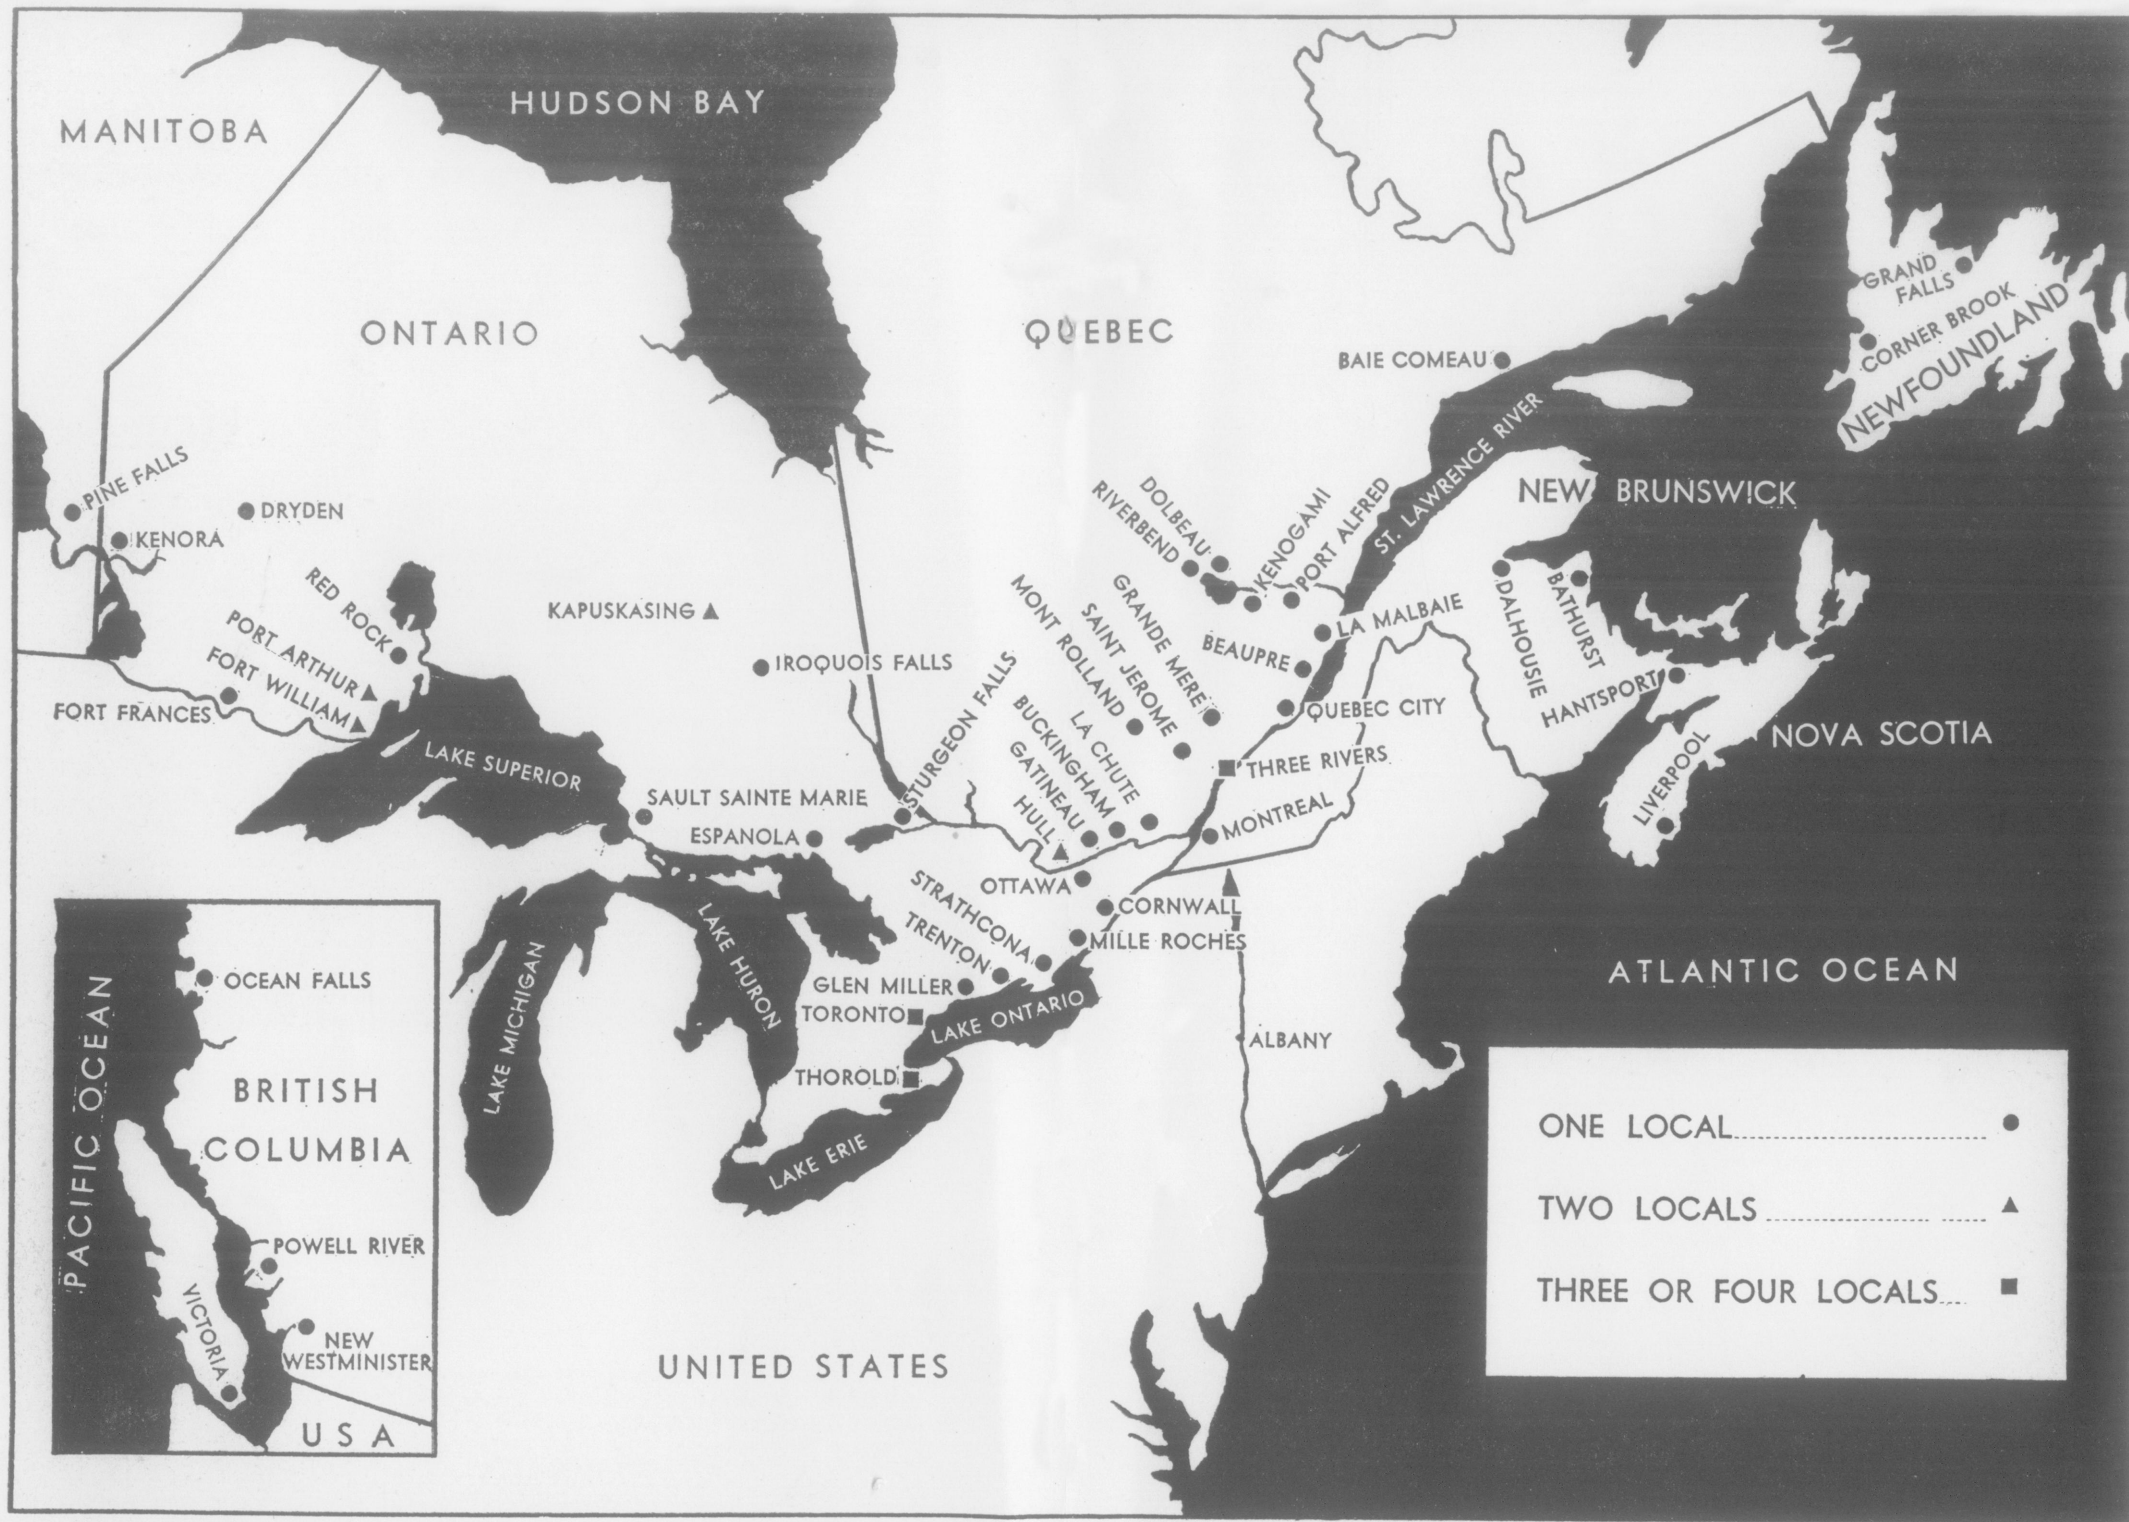 HUDSON BAY
MANITOBA
ONTARIO
QUEBEC
GRAND
FALLS
CORNER BROOK
NEWFOUNDLAND
BAIE COMEAU
ST. LAWRENCE RIVER
NEW BRUNSWICK
PINE FALLS
DRYDEN
KENORA
RED ROCK
PORT ARTHUR
FORT WILLIAM
FORT FRANCES
KAPUSKASING
IROQUOIS FALLS
DOLBEAU
RIVERBEND
KENOGAMI
PORT ALFRED
GRANDE MERE
SAINT JEROME
MONT ROLLAND
LA MALBAIE
BEAUPRE
QUEBEC CITY
DALHOUSIE
BATHURST
HANTSPORT
NOVA SCOTIA
LIVERPOOL
LAKE SUPERIOR
STURGEON FALLS
SAULT SAINTE MARIE
ESPANOLA
LA CHUTE
BUCKINGHAM
GATINEAU
HULL
THREE RIVERS
MONTREAL
OTTAWA
STRATHCONA
TRENTON
CORNWALL
MILLE ROCHES
GLEN MILLER
TORONTO
LAKE ONTARIO
THOROLD
LAKE HURON
LAKE MICHIGAN
LAKE ERIE
ALBANY
ATLANTIC OCEAN
UNITED STATES
PACIFIC OCEAN
OCEAN FALLS
BRITISH
COLUMBIA
POWELL RIVER
VICTORIA
NEW
WESTMINISTER
USA
ONE LOCAL
TWO LOCALS
THREE OR FOUR LOCALS